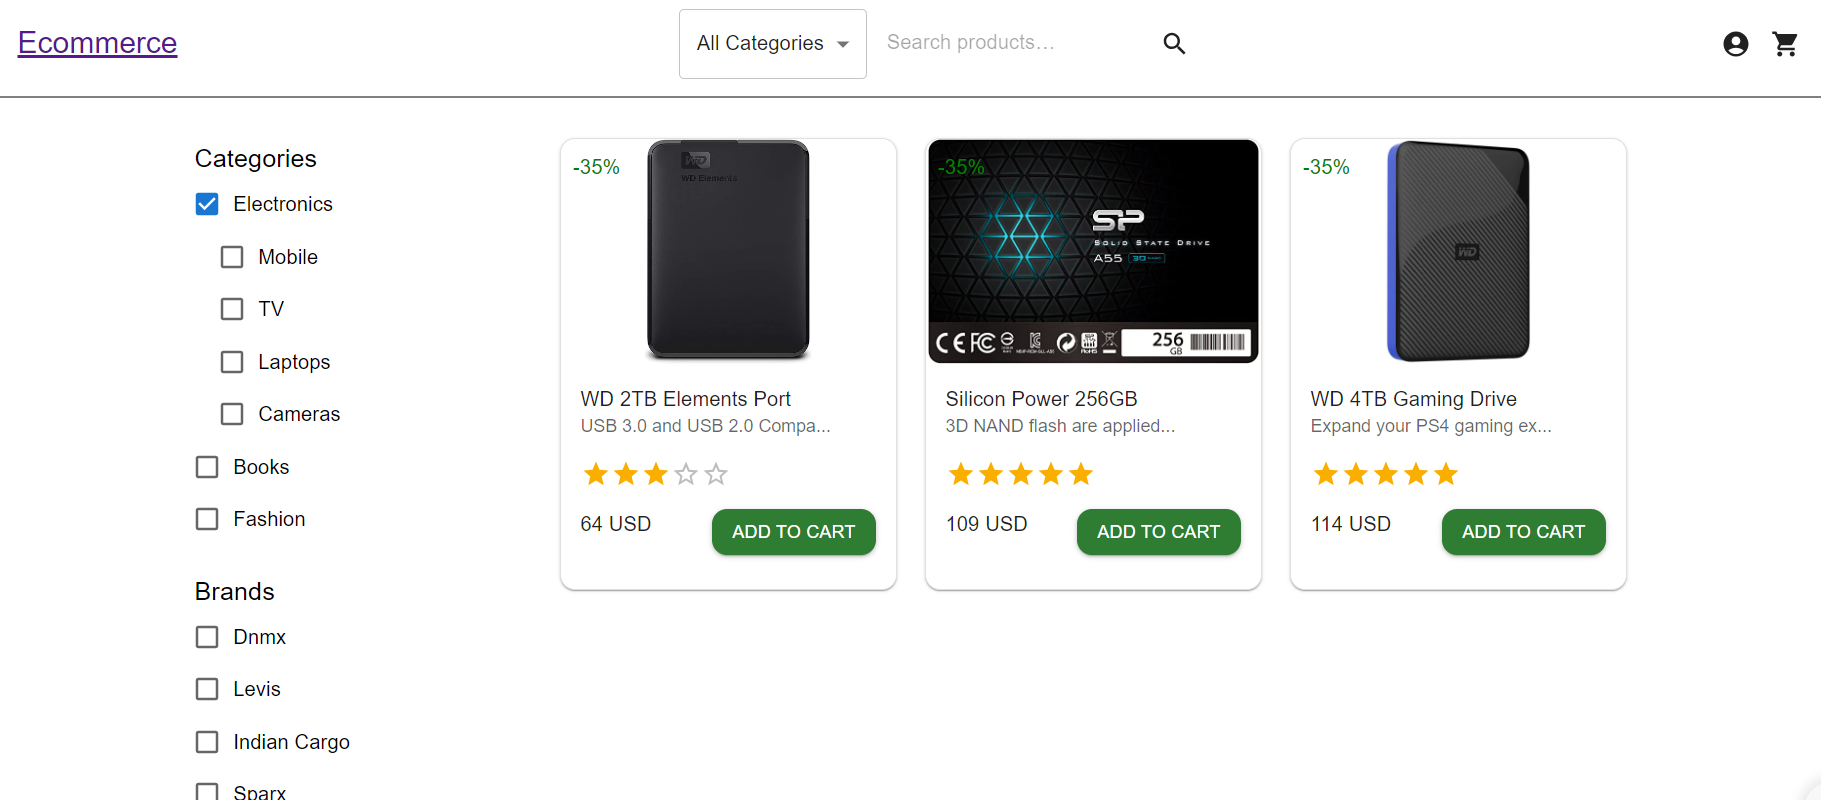 Ecommerce
All Categories
Search products...
Categories
Electronics
Mobile
TV
Laptops
Cameras
Books
Fashion
Brands
Dnmx
Levis
Indian Cargo
Sparx
-35%
WD
WD Elements
WD 2TB Elements Port
USB 3.0 and USB 2.0 Compa...
64 USD
ADD TO CART
-35%
SP
SOLID STATE DRIVE
A55
256
GB
Silicon Power 256GB
3D NAND flash are applied...
109 USD
ADD TO CART
-35%
WD
WD 4TB Gaming Drive
Expand your PS4 gaming ex...
114 USD
ADD TO CART